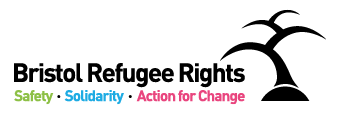 Bristol Refugee Rights
Safety · Solidarity · Action for Change